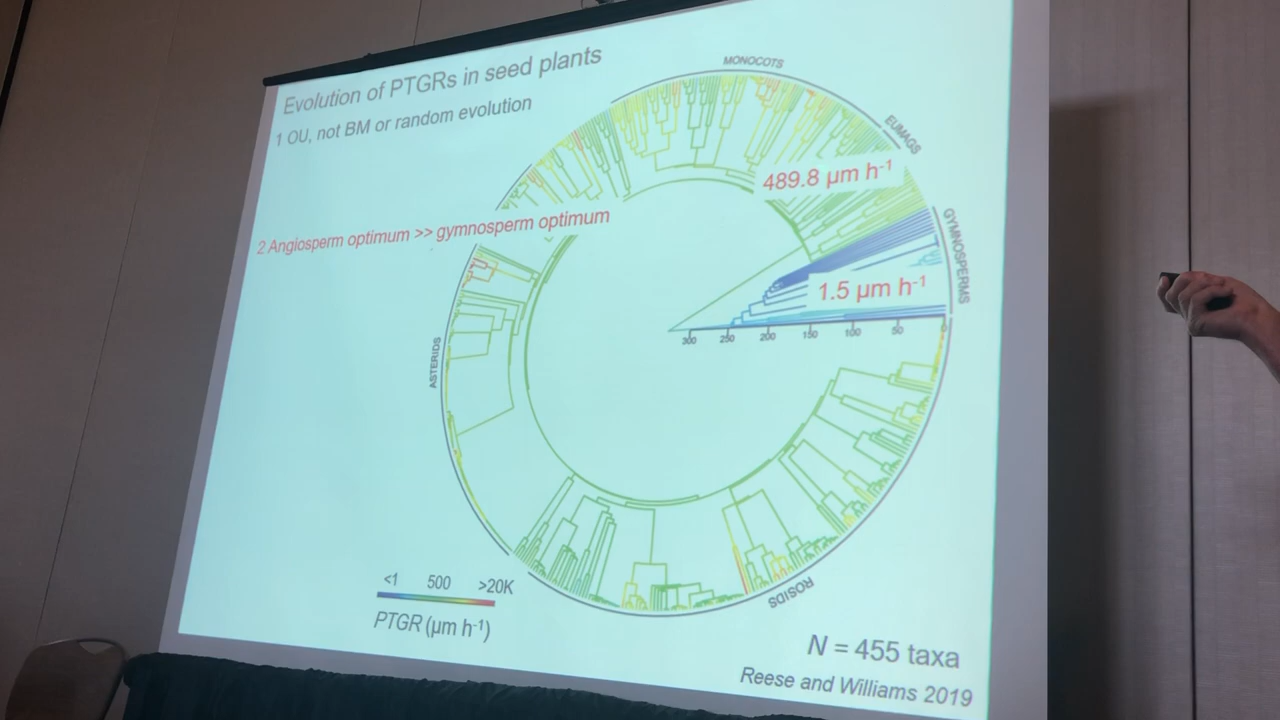 Evolution of PTGRs in seed plants
1 OU, not BM or random evolution
2 Angiosperm optimum >> gymnosperm optimum
MONOCOTS
EUMAGS
489.8 µm h-1
GYMNOSPERMS
1.5 µm h-1
300 250 200 150 100 50 0
ASTERIDS
ROSIDS
<1 500 >20K
PTGR (µm h-1)
N = 455 taxa
Reese and Williams 2019